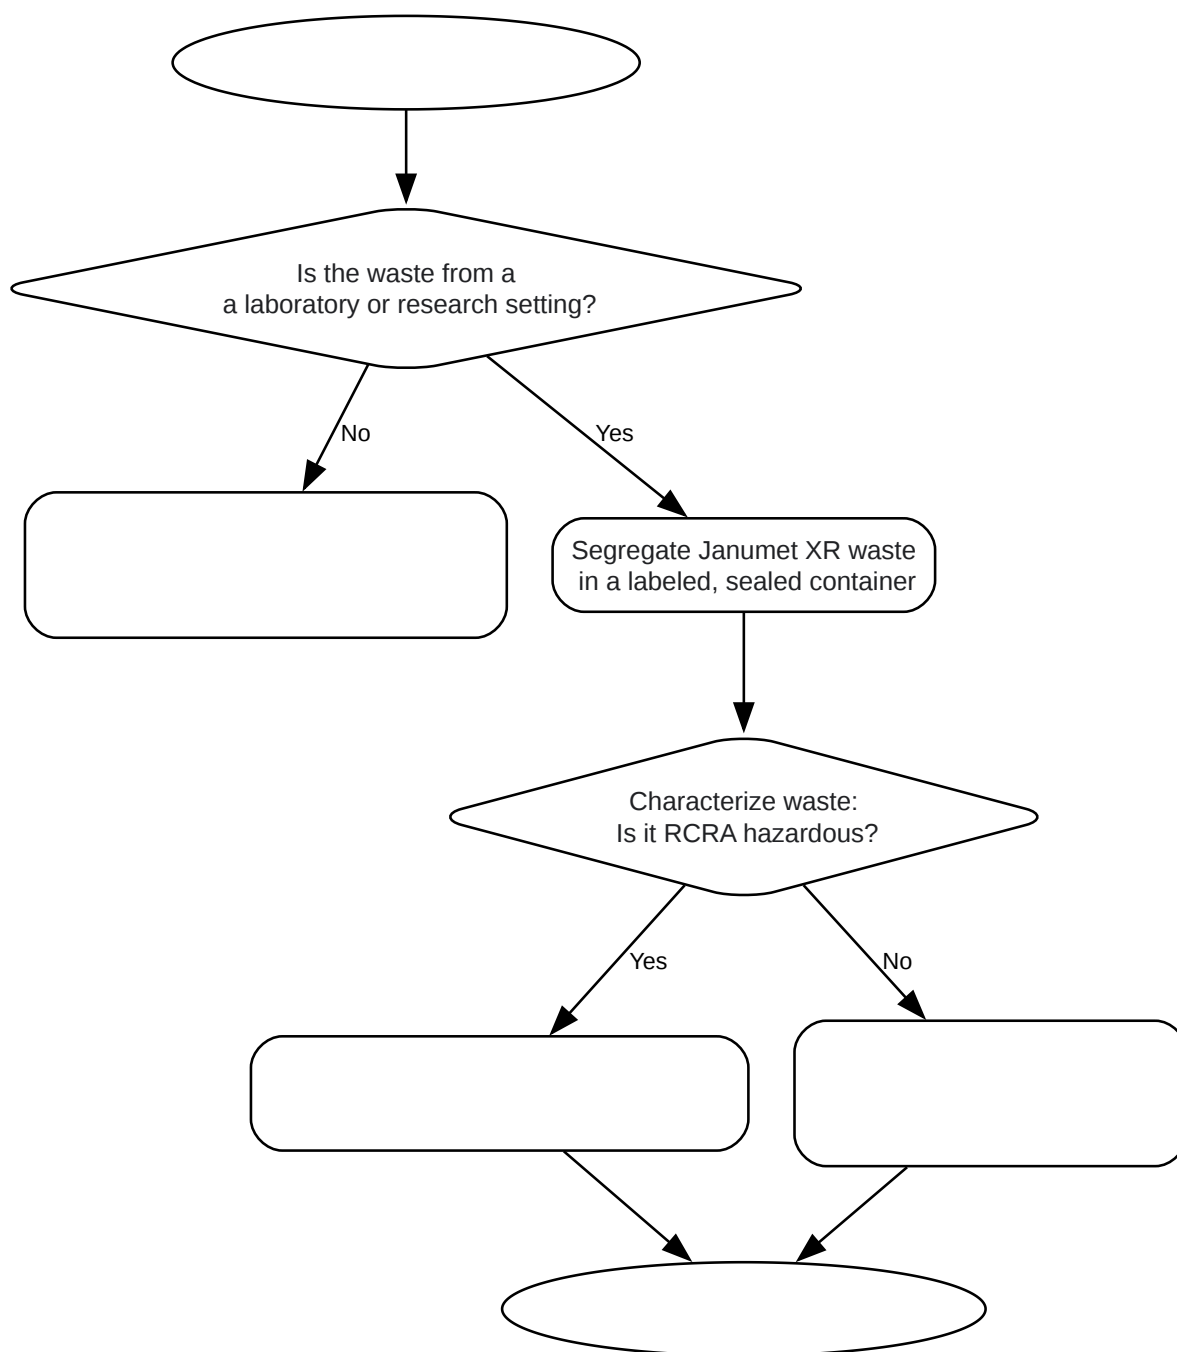 Is the waste from a
a laboratory or research setting?
No
Yes
Segregate Janumet XR waste
in a labeled, sealed container
Characterize waste:
Is it RCRA hazardous?
Yes
No